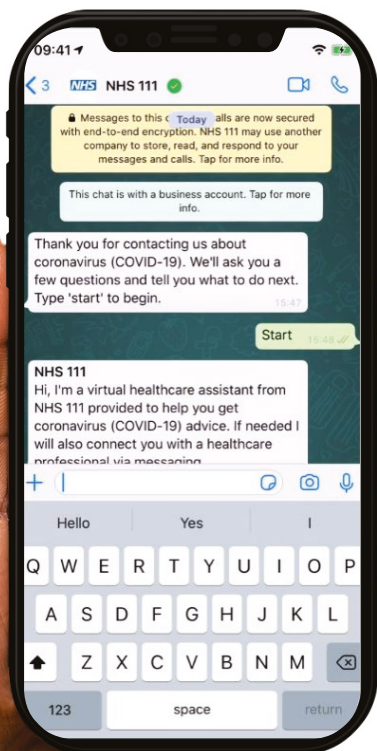 09:41
3 NHS NHS 111
Messages to this c Today alls are now secured
with end-to-end encryption. NHS 111 may use another
company to store, read, and respond to your
messages and calls. Tap for more info.
This chat is with a business account. Tap for more
info.
Thank you for contacting us about
coronavirus (COVID-19). We'll ask you a
few questions and tell you what to do next.
Type 'start' to begin.
15:47
Start 15:48
NHS 111
Hi, I'm a virtual healthcare assistant from
NHS 111 provided to help you get
coronavirus (COVID-19) advice. If needed I
will also connect you with a healthcare
professional via messaging
Hello Yes I
Q W E R T Y U I O P
A S D F G H J K L
Z X C V B N M
123 space return